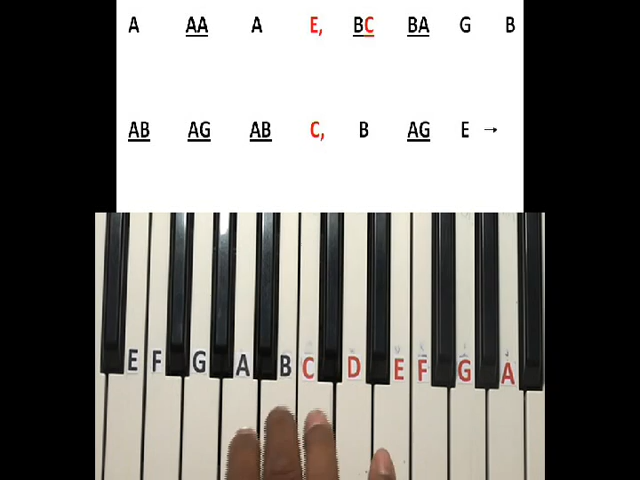 A AA A E, BC BA G B
AB AG AB C, B AG E →
E F G A B C D E F G A